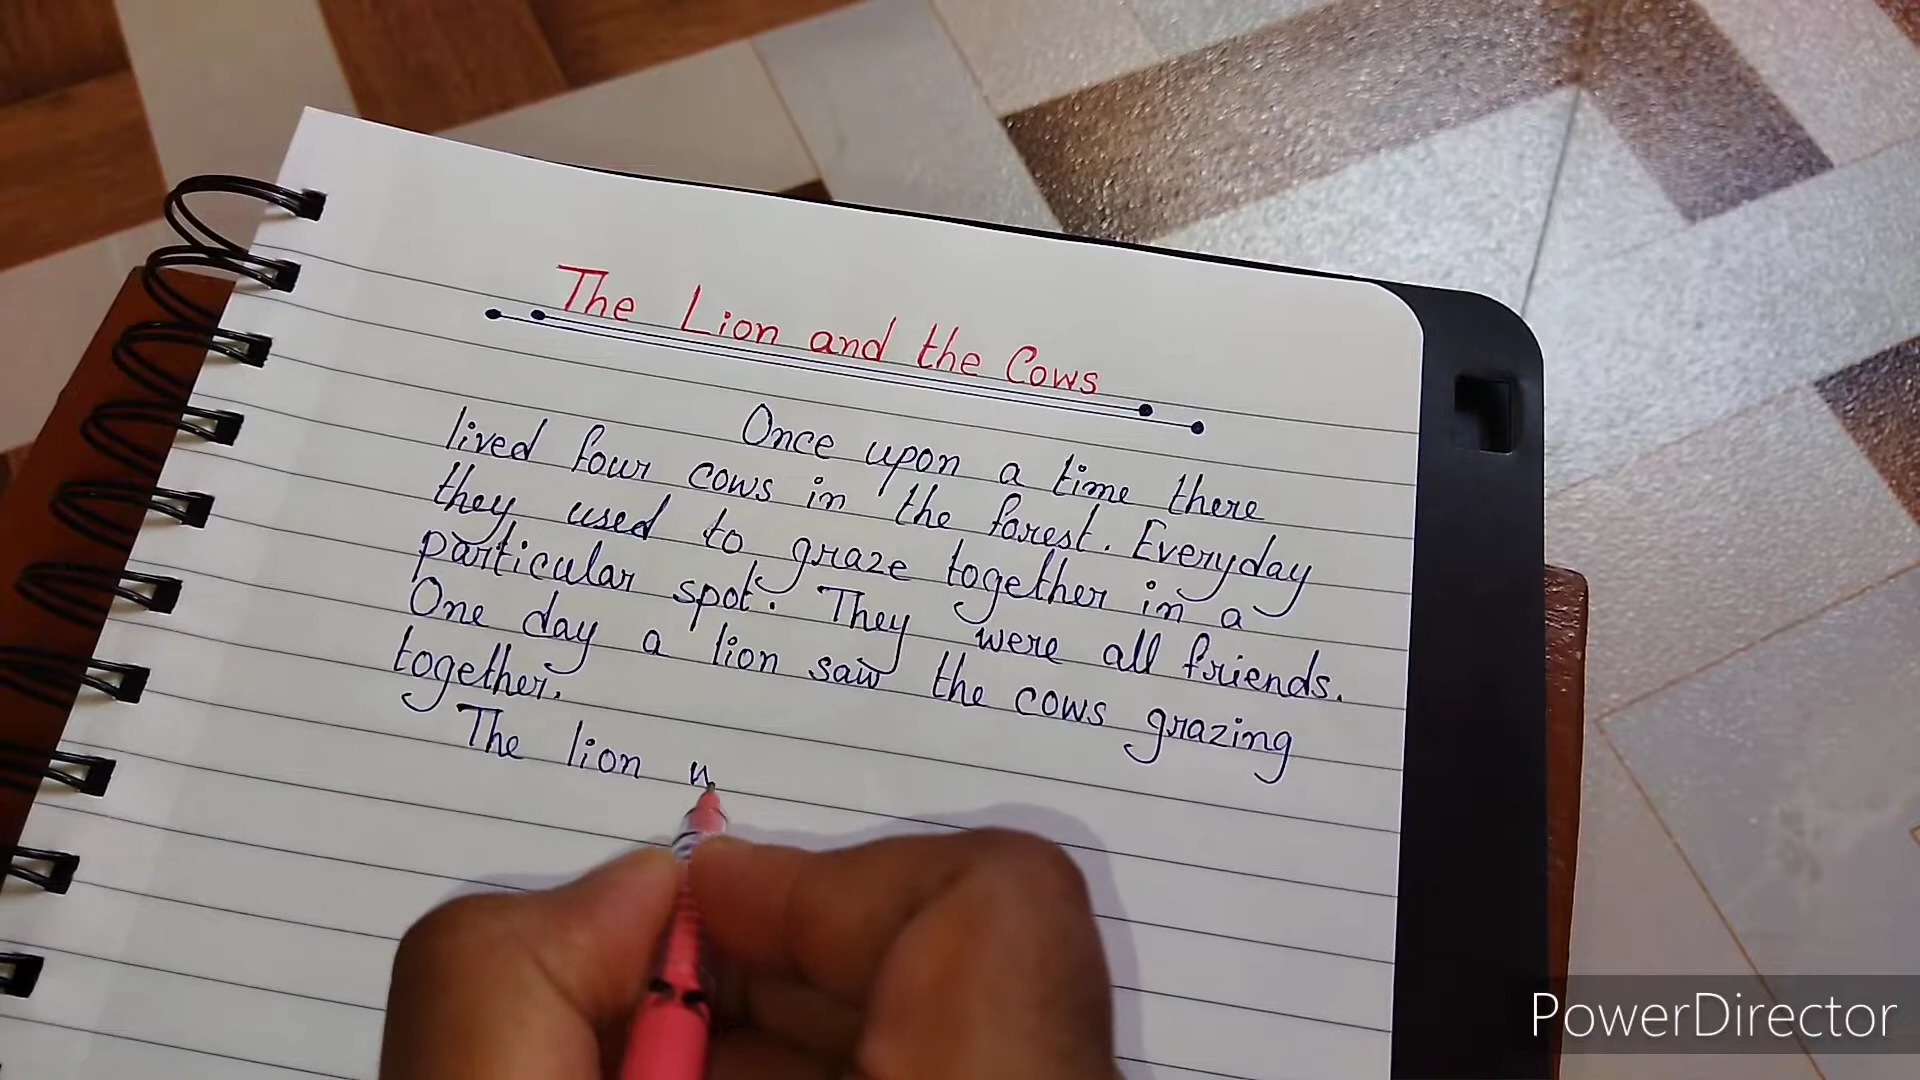 The Lion and the Cows
Once upon a time there
lived four cows in the forest. Everyday
they used to graze together in a
particular spot. They were all friends.
One day a lion saw the cows grazing
together.
The lion
PowerDirector